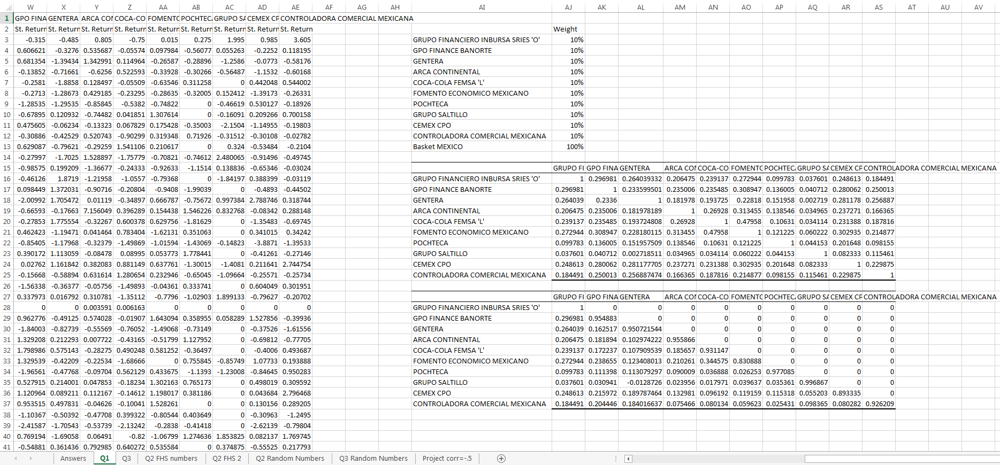 W X Y Z AA AB AC AD AE AF AG AH AI AJ AK AL AM AN AO AP AQ AR AS AT AU AV
1 GPO FINA GENTERA ARCA CON COCA-CO FOMENTO POCHTEC GRUPO SA CEMEX CP CONTROLADORA COMERCIAL MEXICANA
2 St. Return St. Return St. Return St. Return St. Return St. Return St. Return St. Return St. Return Weight
3 -0.315 -0.485 0.805 -0.75 0.015 0.275 1.995 0.985 3.605 GRUPO FINANCIERO INBURSA SRIES 'O' 10%
4 0.606621 -0.3276 0.535687 -0.05574 0.097984 -0.56077 0.055263 -0.2252 0.118195 GPO FINANCE BANORTE 10%
5 0.681354 -1.39434 1.342991 0.114964 -0.26587 -0.28896 -1.2586 -0.0773 -0.58176 GENTERA 10%
6 -0.13852 -0.71661 -0.6256 0.522593 -0.33928 -0.30266 -0.56487 -1.1532 -0.60168 ARCA CONTINENTAL 10%
7 -0.2581 -1.8858 0.128497 -0.05509 -0.63546 0.311258 0 0.442048 0.544002 COCA-COLA FEMSA 'L' 10%
8 -0.2713 -1.28673 0.429185 -0.23295 -0.28635 -0.32005 0.152412 -1.39173 -0.26331 FOMENTO ECONOMICO MEXICANO 10%
9 -1.28535 -1.29535 -0.85845 -0.5382 -0.74822 0 -0.46619 0.530127 -0.18926 POCHTECA 10%
10 -0.67895 0.120932 -0.74482 0.041851 1.307614 0 -0.16091 0.209266 0.700158 GRUPO SALTILLO 10%
11 0.475605 -0.06234 -0.13323 0.067829 0.175428 -0.35003 -2.1504 -1.14955 -0.19803 CEMEX CPO 10%
12 -0.30886 -0.42529 0.520743 -0.90299 0.319348 0.71926 -0.31512 -0.30108 -0.02782 CONTROLADORA COMERCIAL MEXICANA 10%
13 0.629087 -0.79621 -0.29259 1.541106 0.210617 0 0.324 -0.53484 -0.2104 Basket MEXICO 100%
14 -0.27997 -1.7025 1.528897 -1.75779 -0.70821 -0.74612 2.480065 -0.91496 -0.49745
15 -0.98575 0.199209 -1.36677 -0.24333 -0.92633 -1.1514 0.138836 -0.65346 -0.03024 GRUPO FI GPO FINA GENTERA ARCA CON COCA-CO FOMENTO POCHTEC GRUPO SA CEMEX CP CONTROLADORA COMERCIAL MEXICANA
16 -0.46126 1.8719 -1.21958 -1.0557 -0.79368 0 -1.84197 0.388399 -0.03119 GRUPO FINANCIERO INBURSA SRIES 'O' 1 0.296981 0.264039332 0.206475 0.239137 0.272944 0.099783 0.037601 0.248613 0.184491
17 0.098449 1.372031 -0.90716 -0.20804 -0.9408 -1.99039 0 -0.4893 -0.44502 GPO FINANCE BANORTE 0.296981 1 0.233599501 0.235006 0.235485 0.308947 0.136005 0.040712 0.280062 0.250013
18 -2.00992 1.705472 0.01119 -0.34897 0.666787 -0.75672 0.997384 2.788746 0.318744 GENTERA 0.264039 0.2336 1 0.181978 0.193725 0.22818 0.151958 0.002719 0.281178 0.256887
19 -0.66593 -0.17663 7.156049 0.396289 0.154438 1.546226 0.832768 -0.08342 0.288148 ARCA CONTINENTAL 0.206475 0.235006 0.181978189 1 0.26928 0.313455 0.138546 0.034965 0.237271 0.166365
20 -0.27853 1.775554 -0.32267 0.600378 0.629756 -1.81629 0 -1.35483 -0.69745 COCA-COLA FEMSA 'L' 0.239137 0.235485 0.193724808 0.26928 1 0.47958 0.10631 0.034114 0.231388 0.187816
21 0.462423 -1.19471 0.041464 0.783404 -1.62131 0.351063 0 0.341015 0.34242 FOMENTO ECONOMICO MEXICANO 0.272944 0.308947 0.228180115 0.313455 0.47958 1 0.121225 0.060222 0.302935 0.214877
22 -0.85405 -1.17968 -0.32379 -1.49869 -1.01594 -1.43069 -0.14823 -3.8871 -1.39533 POCHTECA 0.099783 0.136005 0.151957509 0.138546 0.10631 0.121225 1 0.044153 0.201648 0.098155
23 0.390172 1.113059 -0.08478 0.08995 0.053773 1.778441 0 -0.41261 -0.27146 GRUPO SALTILLO 0.037601 0.040712 0.002718511 0.034965 0.034114 0.060222 0.044153 1 0.082333 0.115461
24 0.02762 1.161842 0.382083 0.881149 0.637761 -1.30015 -1.4081 0.211641 2.744754 CEMEX CPO 0.248613 0.280062 0.281177705 0.237271 0.231388 0.302935 0.201648 0.082333 1 0.229875
25 -0.15668 -0.58894 0.631614 1.280654 0.232946 -0.65045 -1.09664 -0.25571 -0.25734 CONTROLADORA COMERCIAL MEXICANA 0.184491 0.250013 0.256887474 0.166365 0.187816 0.214877 0.098155 0.115461 0.229875 1
26 -1.56338 -0.36377 -0.05756 -1.49893 -0.04361 0.333741 0 0.604049 0.301951
27 0.337973 0.016792 0.310781 -1.35112 -0.7796 -1.02903 1.899133 -0.79627 -0.20702 GRUPO FI GPO FINA GENTERA ARCA CON COCA-CO FOMENTO POCHTEC GRUPO SA CEMEX CP CONTROLADORA COMERCIAL MEXICANA
28 0 0 0.003591 0.006163 0 0 0 0 0 GRUPO FINANCIERO INBURSA SRIES 'O' 1 0 0 0 0 0 0 0 0 0
29 0.962776 -0.49125 0.574028 -0.01907 1.643094 0.358955 0.058289 1.527856 -0.39936 GPO FINANCE BANORTE 0.296981 0.954883 0 0 0 0 0 0 0 0
30 -1.84003 -0.82739 -0.55569 -0.76052 -1.49068 -0.73149 0 -0.37526 -1.61556 GENTERA 0.264039 0.162517 0.950721544 0 0 0 0 0 0 0
31 1.329208 0.212293 0.007722 -0.43165 -0.51799 1.127952 0 -0.69812 -0.77705 ARCA CONTINENTAL 0.206475 0.181894 0.102974222 0.955866 0 0 0 0 0 0
32 1.798986 0.575143 -0.28275 0.490248 0.581252 -0.36497 0 -0.4006 0.493687 COCA-COLA FEMSA 'L' 0.239137 0.172237 0.107909539 0.185657 0.931147 0 0 0 0 0
33 1.329539 -0.42209 -0.22534 -1.68666 0 0.755845 -0.85749 1.07733 0.193888 FOMENTO ECONOMICO MEXICANO 0.272944 0.238655 0.123408013 0.210261 0.344575 0.830888 0 0 0 0
34 -1.96561 -0.47768 -0.09704 0.562129 0.433675 -1.1393 -1.23008 -0.84645 0.950283 POCHTECA 0.099783 0.111398 0.113079297 0.090009 0.036888 0.026253 0.977085 0 0 0
35 0.527915 0.214001 0.047853 -0.18234 1.302163 0.765173 0 0.498019 0.309592 GRUPO SALTILLO 0.037601 0.030941 -0.0128726 0.023956 0.017971 0.039637 0.035361 0.996867 0 0
36 1.120964 0.089211 0.112167 -0.14612 1.198017 0.381186 0 0.043684 2.796468 CEMEX CPO 0.248613 0.215972 0.189787464 0.132981 0.096192 0.119159 0.115318 0.055203 0.893335 0
37 0.953515 0.497831 -0.04626 -0.10041 1.528261 0 0 0.130156 0.289205 CONTROLADORA COMERCIAL MEXICANA 0.184491 0.204446 0.184016637 0.075466 0.080134 0.059623 0.025431 0.098365 0.080282 0.926209
38 -1.10367 -0.50392 -0.47708 0.399322 -0.80544 0.403649 0 -0.30963 -1.2495
39 -2.41587 -1.70543 -0.53739 -2.13242 -0.2838 -0.41418 0 -2.62139 -0.79804
40 0.769194 -1.69058 0.06491 -0.82 -1.06799 1.274636 1.853825 0.082137 1.769745
41 -0.54881 0.361436 0.792985 0.640272 0.535584 0 0.374875 -0.55525 0.217793
Answers Q1 Q3 Q2 FHS numbers Q2 FHS 2 Q2 Random Numbers Q3 Random Numbers Project corr=-.5